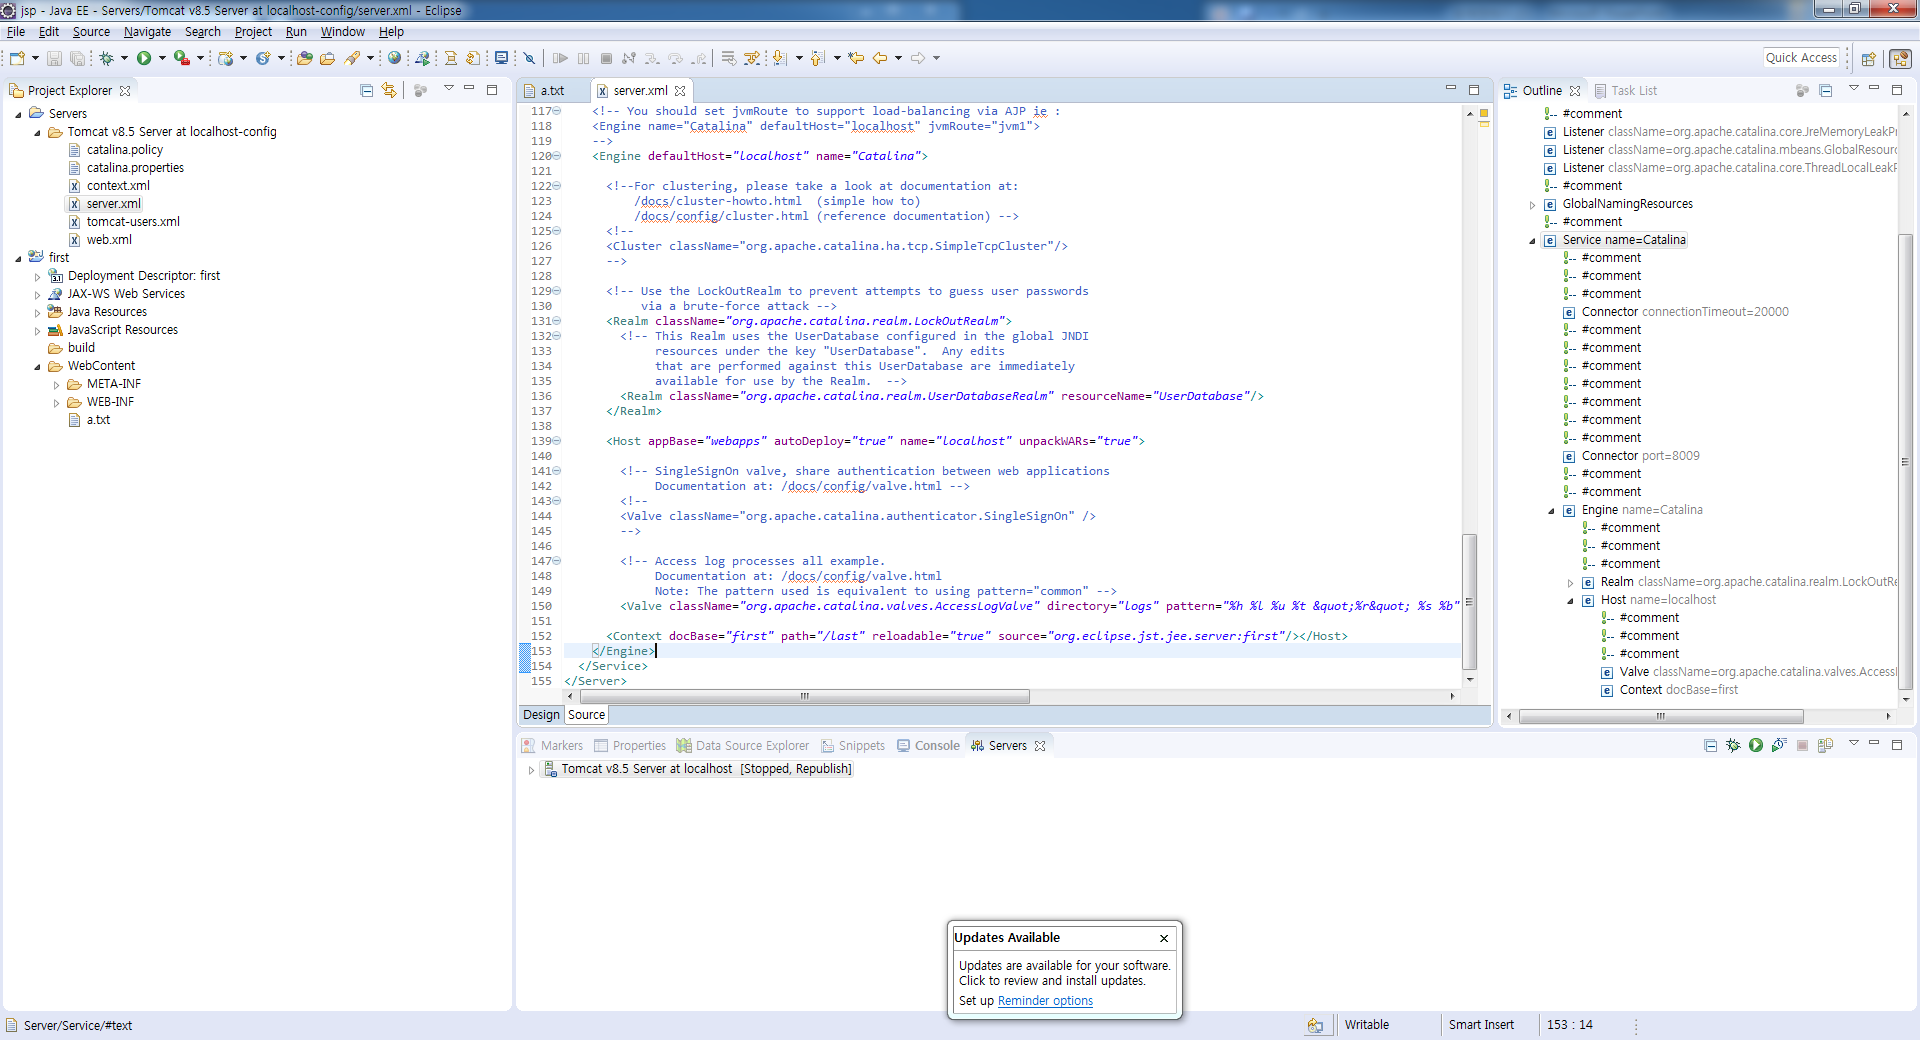 jsp - Java EE - Servers/Tomcat v8.5 Server at localhost-config/server.xml - Eclipse
File Edit Source Navigate Search Project Run Window Help
Quick Access
Project Explorer
Servers
Tomcat v8.5 Server at localhost-config
catalina.policy
catalina.properties
context.xml
server.xml
tomcat-users.xml
web.xml
first
Deployment Descriptor: first
JAX-WS Web Services
Java Resources
JavaScript Resources
build
WebContent
META-INF
WEB-INF
a.txt
a.txt server.xml
117 <!-- You should set jvmRoute to support load-balancing via AJP ie :
118 <Engine name="Catalina" defaultHost="localhost" jvmRoute="jvm1">
119 -->
120 <Engine defaultHost="localhost" name="Catalina">
121
122 <!--For clustering, please take a look at documentation at:
123 /docs/cluster-howto.html (simple how to)
124 /docs/config/cluster.html (reference documentation) -->
125 <!--
126 <Cluster className="org.apache.catalina.ha.tcp.SimpleTcpCluster"/>
127 -->
128
129 <!-- Use the LockOutRealm to prevent attempts to guess user passwords
130 via a brute-force attack -->
131 <Realm className="org.apache.catalina.realm.LockOutRealm">
132 <!-- This Realm uses the UserDatabase configured in the global JNDI
133 resources under the key "UserDatabase". Any edits
134 that are performed against this UserDatabase are immediately
135 available for use by the Realm. -->
136 <Realm className="org.apache.catalina.realm.UserDatabaseRealm" resourceName="UserDatabase"/>
137 </Realm>
138
139 <Host appBase="webapps" autoDeploy="true" name="localhost" unpackWARs="true">
140
141 <!-- SingleSignOn valve, share authentication between web applications
142 Documentation at: /docs/config/valve.html -->
143 <!--
144 <Valve className="org.apache.catalina.authenticator.SingleSignOn" />
145 -->
146
147 <!-- Access log processes all example.
148 Documentation at: /docs/config/valve.html
149 Note: The pattern used is equivalent to using pattern="common" -->
150 <Valve className="org.apache.catalina.valves.AccessLogValve" directory="logs" pattern="%h %l %u %t &quot;%r&quot; %s %b"
151
152 <Context docBase="first" path="/last" reloadable="true" source="org.eclipse.jst.jee.server:first"/></Host>
153 </Engine>
154 </Service>
155 </Server>
Design Source
Outline Task List
#comment
Listener className=org.apache.catalina.core.JreMemoryLeakPr
Listener className=org.apache.catalina.mbeans.GlobalResourc
Listener className=org.apache.catalina.core.ThreadLocalLeakP
#comment
GlobalNamingResources
#comment
Service name=Catalina
#comment
#comment
#comment
Connector connectionTimeout=20000
#comment
#comment
#comment
#comment
#comment
#comment
#comment
Connector port=8009
#comment
#comment
Engine name=Catalina
#comment
#comment
#comment
Realm className=org.apache.catalina.realm.LockOutRe
Host name=localhost
#comment
#comment
#comment
Valve className=org.apache.catalina.valves.AccessL
Context docBase=first
Markers Properties Data Source Explorer Snippets Console Servers
Tomcat v8.5 Server at localhost [Stopped, Republish]
Updates Available
Updates are available for your software.
Click to review and install updates.
Set up Reminder options
Server/Service/#text
Writable
Smart Insert
153 : 14